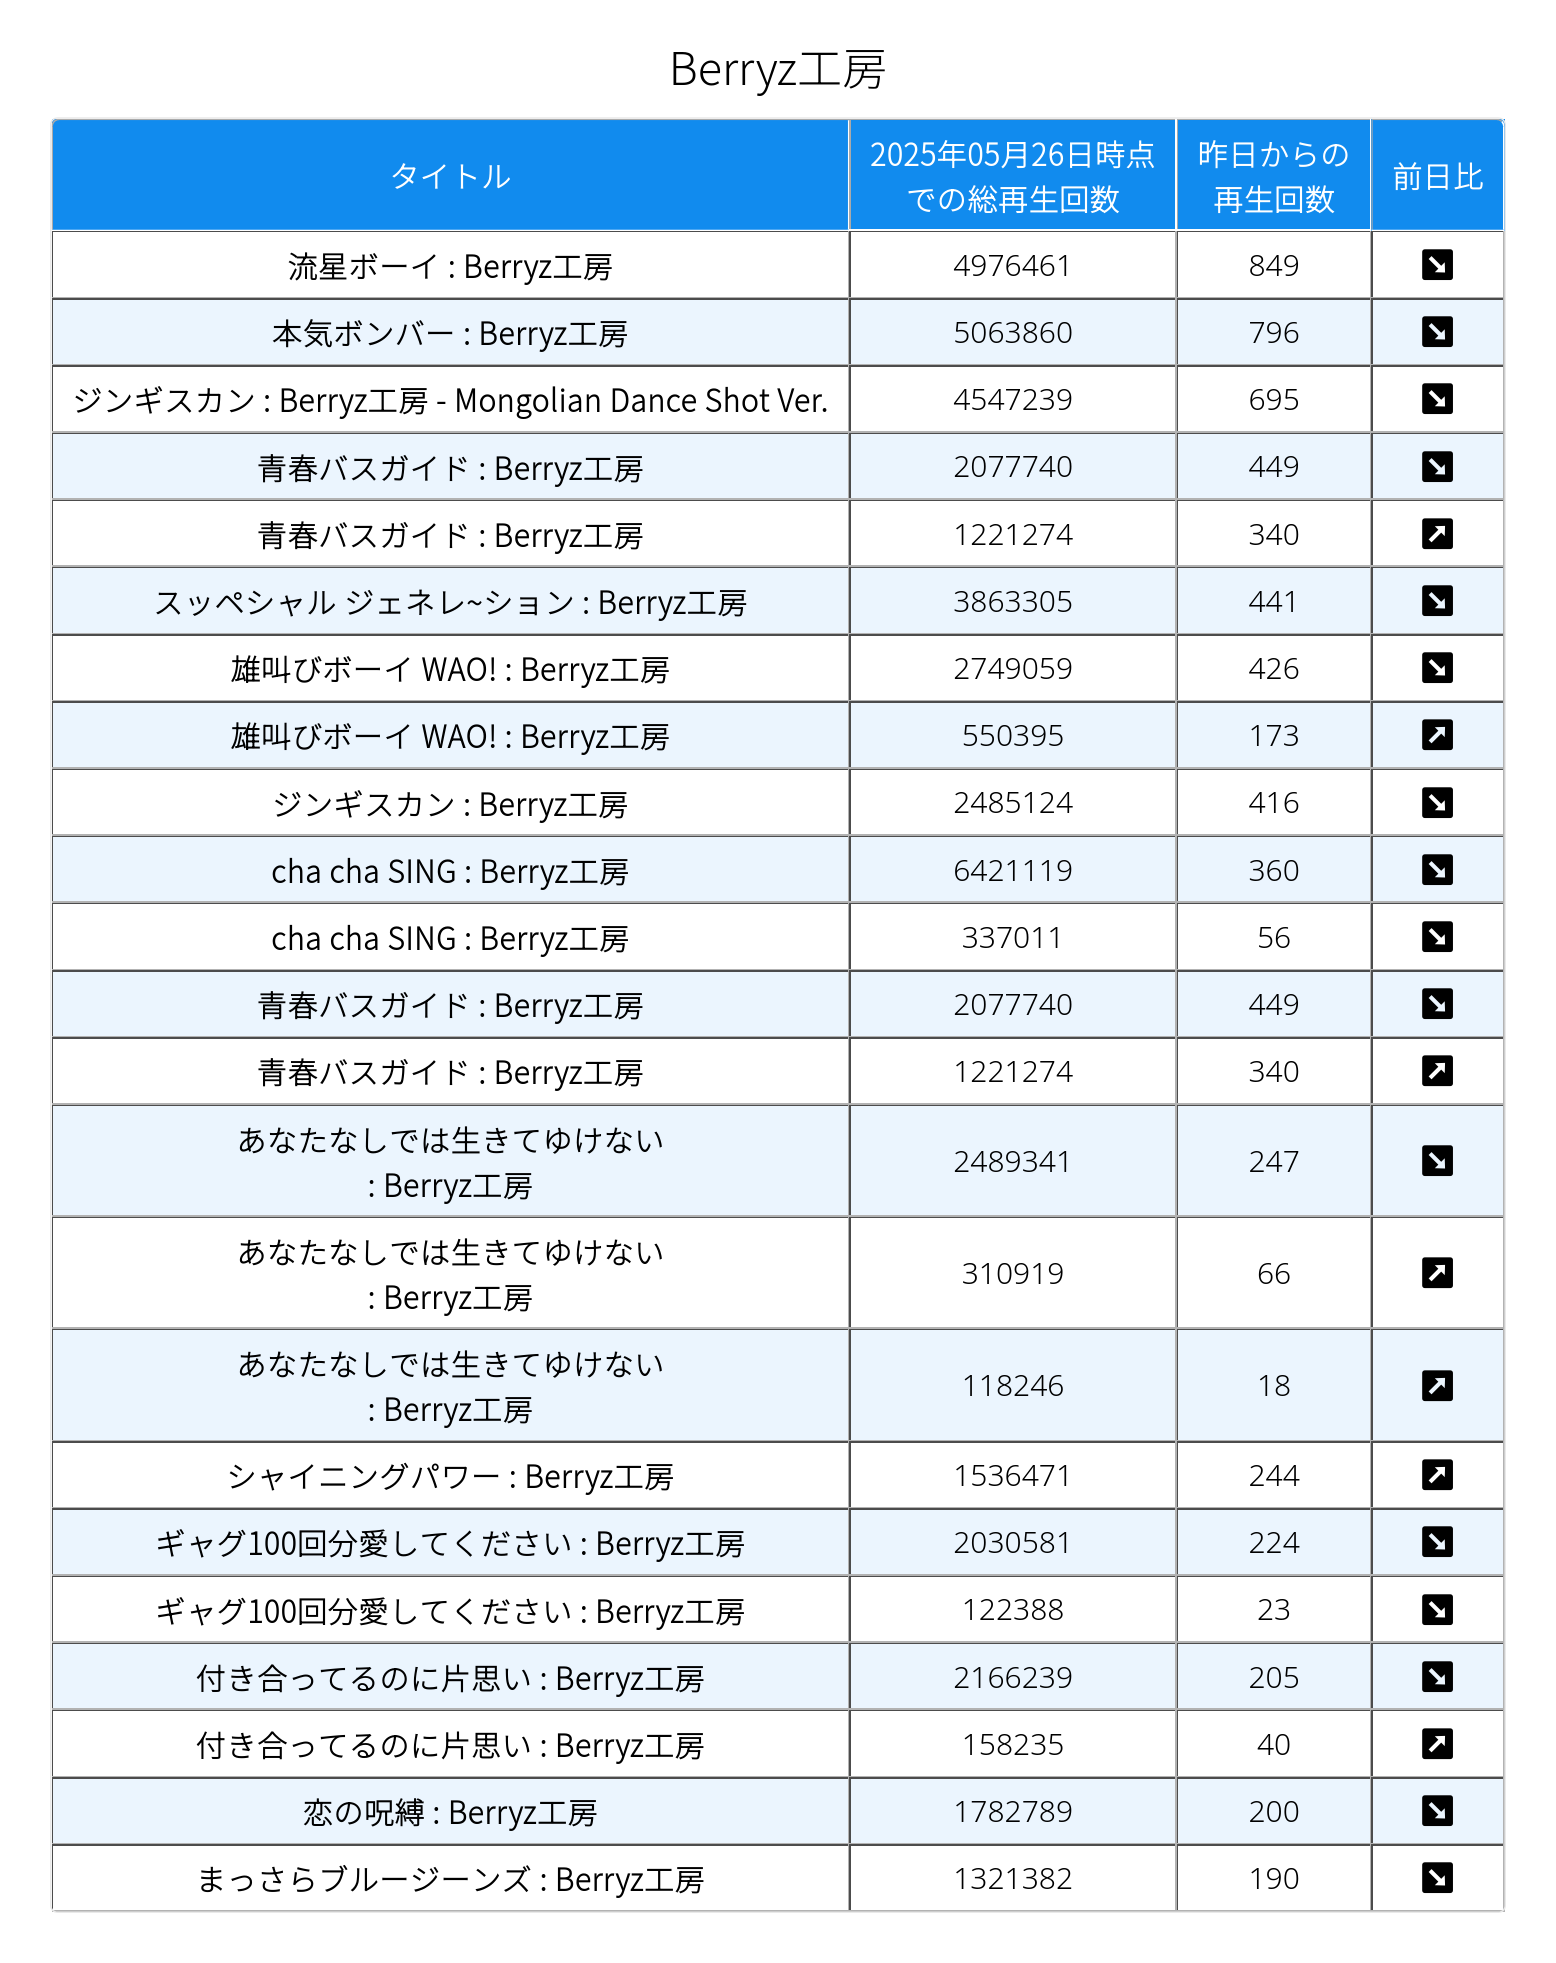 Berryz工房
タイトル
2025年05月26日時点
での総再生回数
昨日からの
再生回数
前日比
流星ボーイ : Berryz工房 4976461 849 ↘
本気ボンバー : Berryz工房 5063860 796 ↘
ジンギスカン : Berryz工房 - Mongolian Dance Shot Ver. 4547239 695 ↘
青春バスガイド : Berryz工房 2077740 449 ↘
青春バスガイド : Berryz工房 1221274 340 ↗
スッペシャル ジェネレ~ション : Berryz工房 3863305 441 ↘
雄叫びボーイ WAO! : Berryz工房 2749059 426 ↘
雄叫びボーイ WAO! : Berryz工房 550395 173 ↗
ジンギスカン : Berryz工房 2485124 416 ↘
cha cha SING : Berryz工房 6421119 360 ↘
cha cha SING : Berryz工房 337011 56 ↘
青春バスガイド : Berryz工房 2077740 449 ↘
青春バスガイド : Berryz工房 1221274 340 ↗
あなたなしでは生きてゆけない
: Berryz工房 2489341 247 ↘
あなたなしでは生きてゆけない
: Berryz工房 310919 66 ↗
あなたなしでは生きてゆけない
: Berryz工房 118246 18 ↗
シャイニングパワー : Berryz工房 1536471 244 ↗
ギャグ100回分愛してください : Berryz工房 2030581 224 ↘
ギャグ100回分愛してください : Berryz工房 122388 23 ↘
付き合ってるのに片思い : Berryz工房 2166239 205 ↘
付き合ってるのに片思い : Berryz工房 158235 40 ↗
恋の呪縛 : Berryz工房 1782789 200 ↘
まっさらブルージーンズ : Berryz工房 1321382 190 ↘